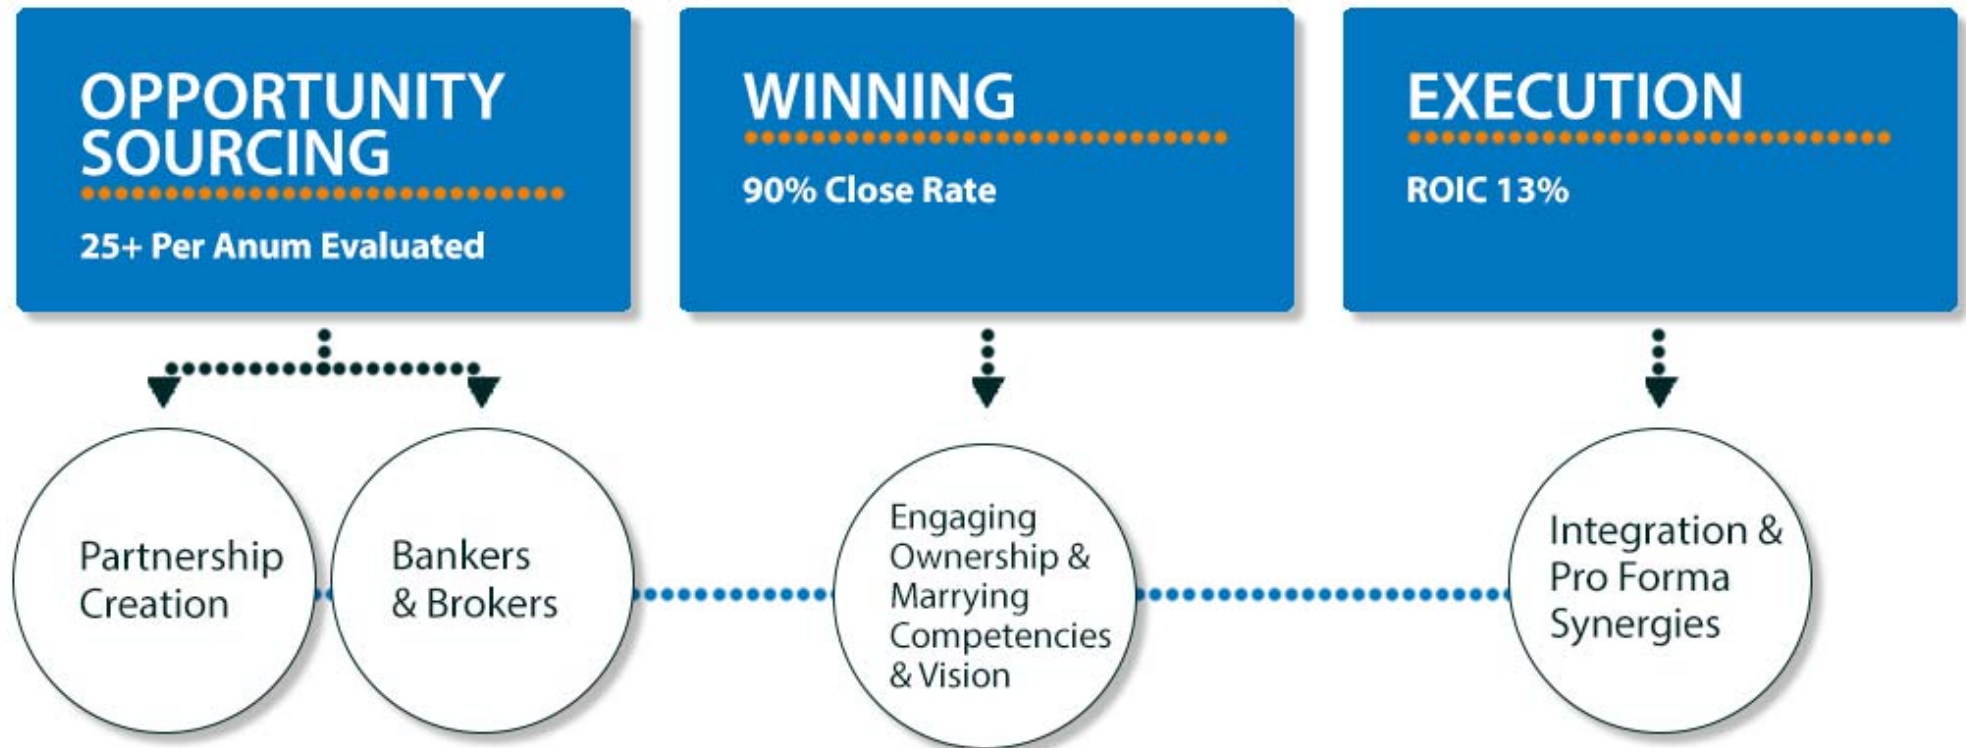 OPPORTUNITY
SOURCING
25+ Per Anum Evaluated
WINNING
90% Close Rate
EXECUTION
ROIC 13%
Partnership
Creation
Bankers
& Brokers
Engaging
Ownership &
Marrying
Competencies
& Vision
Integration &
Pro Forma
Synergies